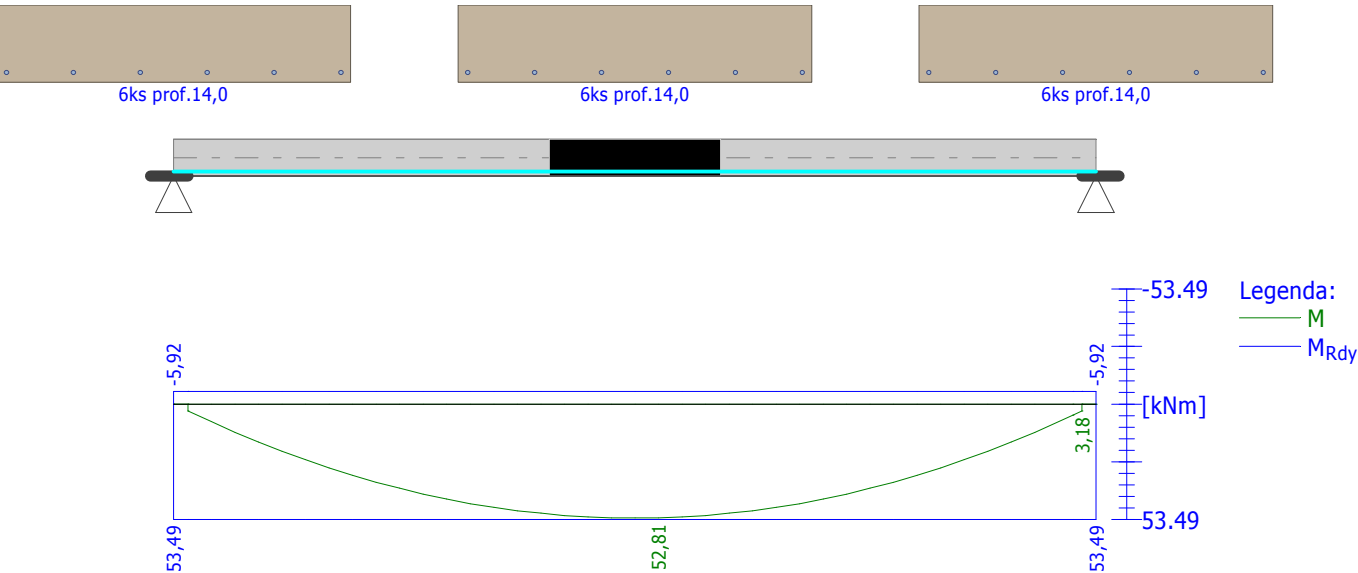 6ks prof.14,0
6ks prof.14,0
6ks prof.14,0
-53.49
Legenda:
M
MRdy
-5,92
-5,92
[kNm]
3,18
53.49
53,49
52,81
53,49